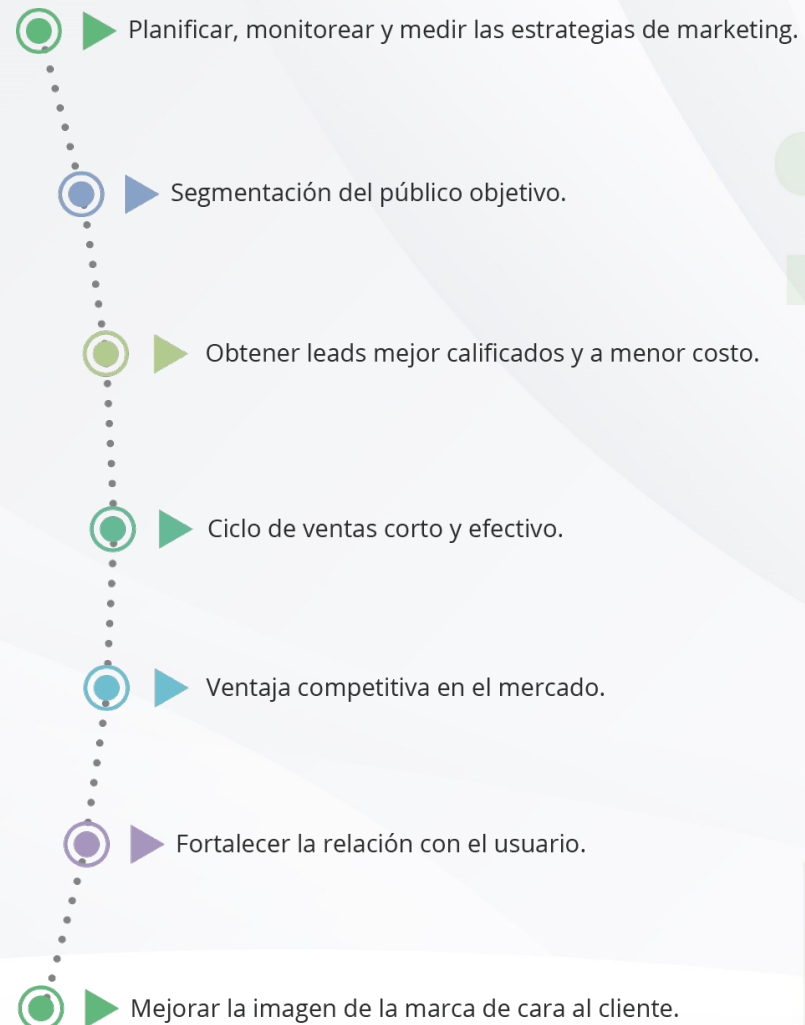 Planificar, monitorear y medir las estrategias de marketing.
Segmentación del público objetivo.
Obtener leads mejor calificados y a menor costo.
Ciclo de ventas corto y efectivo.
Ventaja competitiva en el mercado.
Fortalecer la relación con el usuario.
Mejorar la imagen de la marca de cara al cliente.